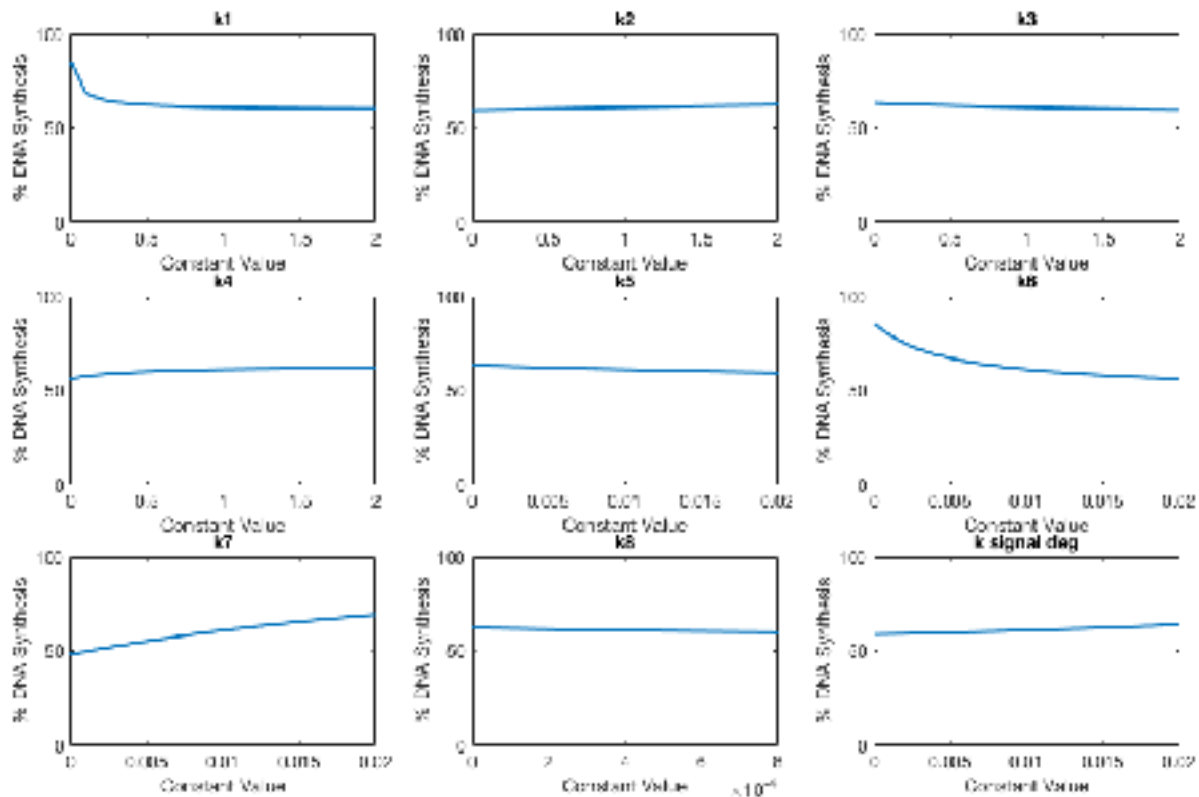 k1
k2
k3
100
100
100
50
50
50
0
0
0
% DNA Synthesis
% DNA Synthesis
% DNA Synthesis
0 0.5 1 1.5 2
0 0.5 1 1.5 2
0 0.5 1 1.5 2
Constant Value
Constant Value
Constant Value
k4
k5
k6
100
100
100
50
50
50
0
0
0
% DNA Synthesis
% DNA Synthesis
% DNA Synthesis
0 0.5 1 1.5 2
0 0.005 0.01 0.015 0.02
0 0.005 0.01 0.015 0.02
Constant Value
Constant Value
Constant Value
k7
k8
k signal deg
100
100
100
50
50
50
0
0
0
% DNA Synthesis
% DNA Synthesis
% DNA Synthesis
0 0.005 0.01 0.015 0.02
0 2 4 6 8
0 0.005 0.01 0.015 0.02
Constant Value
Constant Value
×10⁻⁴
Constant Value